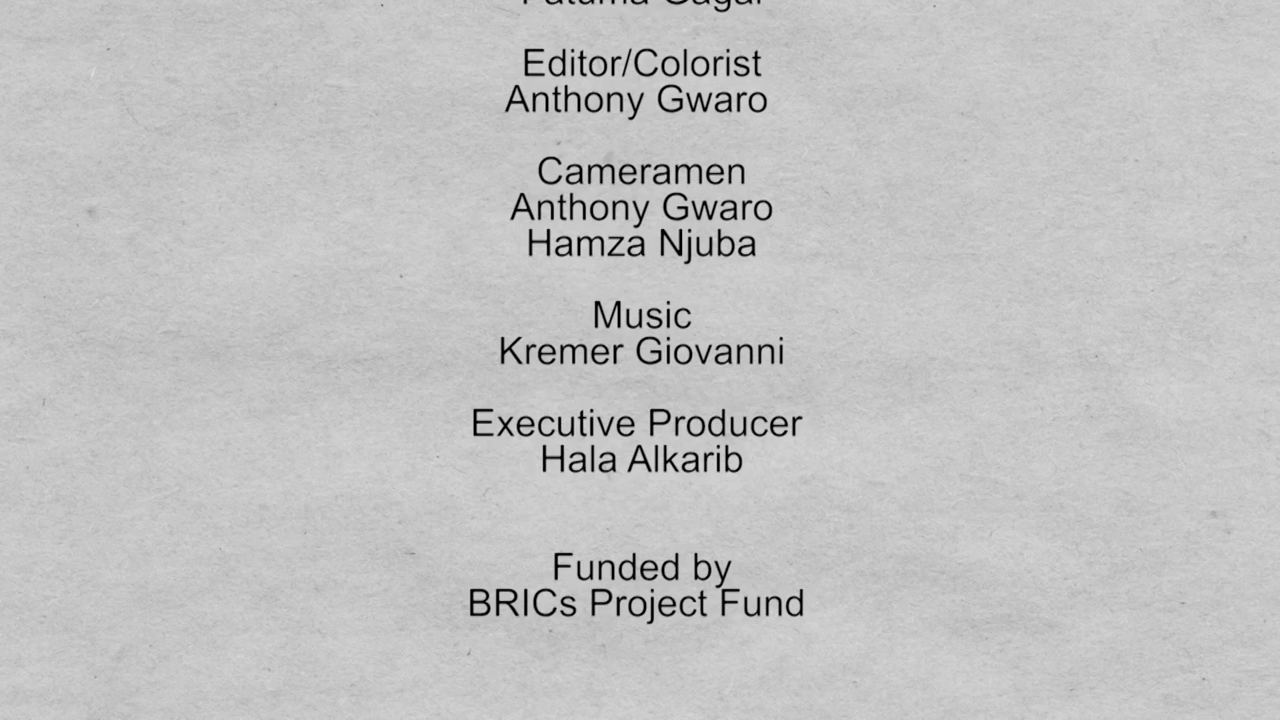 Editor/Colorist
Anthony Gwaro
Cameramen
Anthony Gwaro
Hamza Njuba
Music
Kremer Giovanni
Executive Producer
Hala Alkarib
Funded by
BRICs Project Fund